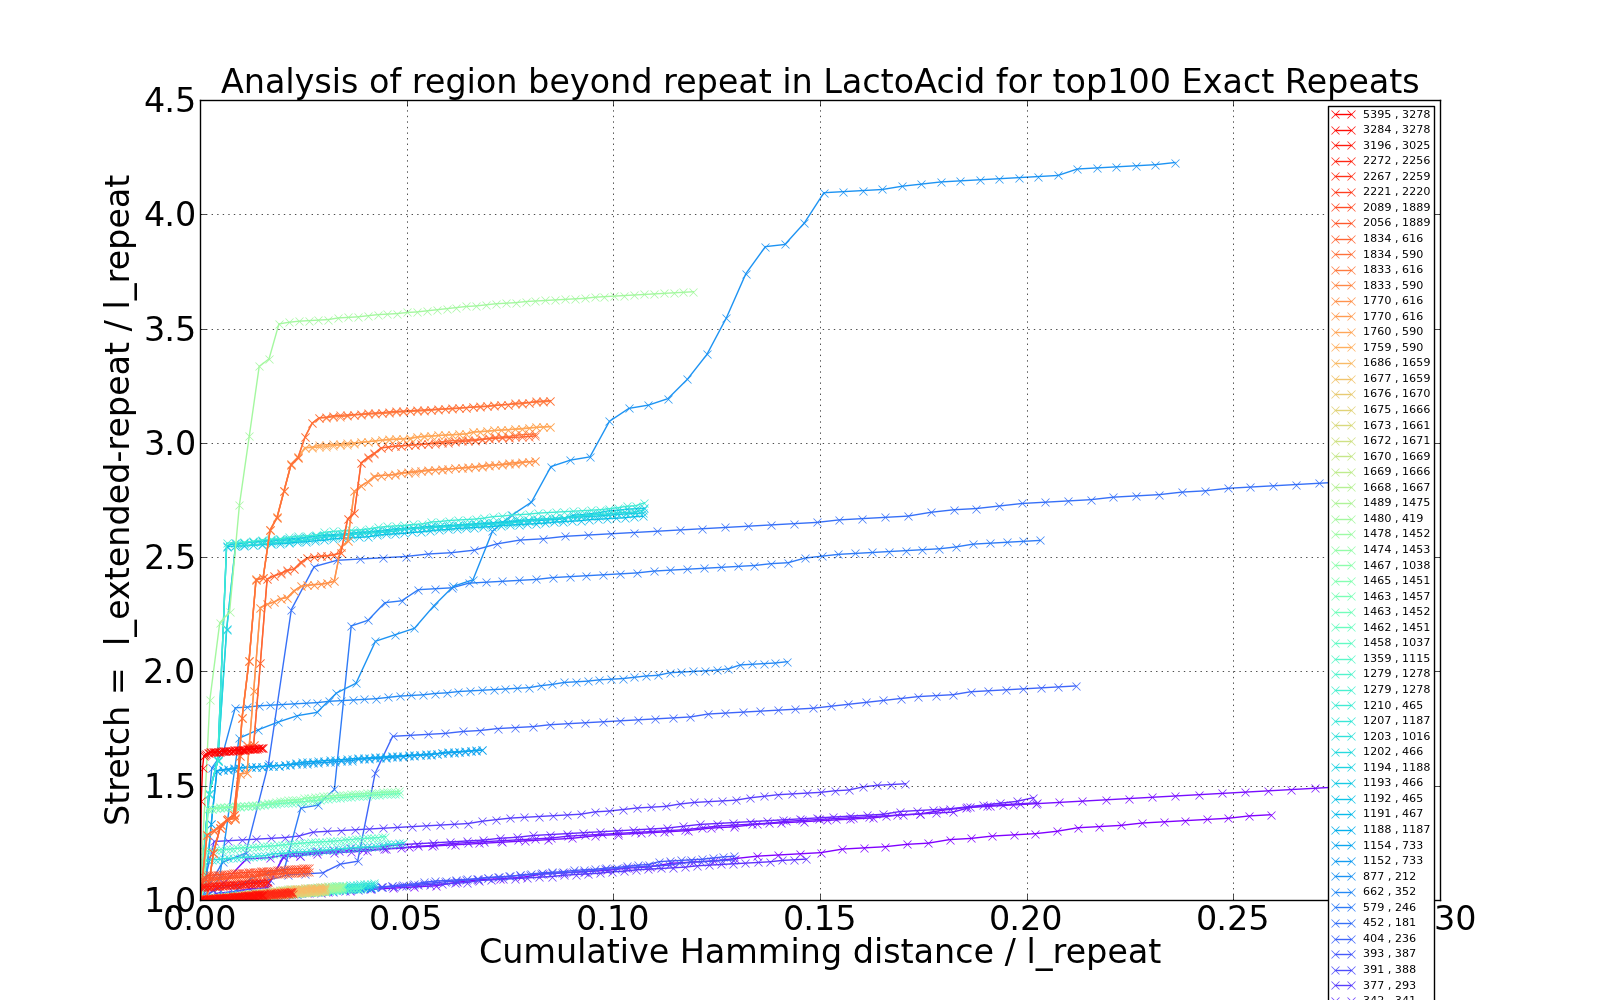 Analysis of region beyond repeat in LactoAcid for top100 Exact Repeats
Stretch = l_extended-repeat / l_repeat
4.5
4.0
3.5
3.0
2.5
2.0
1.5
1.0
0.00
0.05
0.10
0.15
0.20
0.25
30
Cumulative Hamming distance / l_repeat
5395 , 3278
3284 , 3278
3196 , 3025
2272 , 2256
2267 , 2259
2221 , 2220
2089 , 1889
2056 , 1889
1834 , 616
1834 , 590
1833 , 616
1833 , 590
1770 , 616
1770 , 616
1760 , 590
1759 , 590
1686 , 1659
1677 , 1659
1676 , 1670
1675 , 1666
1673 , 1661
1672 , 1671
1670 , 1669
1669 , 1666
1668 , 1667
1489 , 1475
1480 , 419
1478 , 1452
1474 , 1453
1467 , 1038
1465 , 1451
1463 , 1457
1463 , 1452
1462 , 1451
1458 , 1037
1359 , 1115
1279 , 1278
1279 , 1278
1210 , 465
1207 , 1187
1203 , 1016
1202 , 466
1194 , 1188
1193 , 466
1192 , 465
1191 , 467
1188 , 1187
1154 , 733
1152 , 733
877 , 212
662 , 352
579 , 246
452 , 181
404 , 236
393 , 387
391 , 388
377 , 293
342 , 341